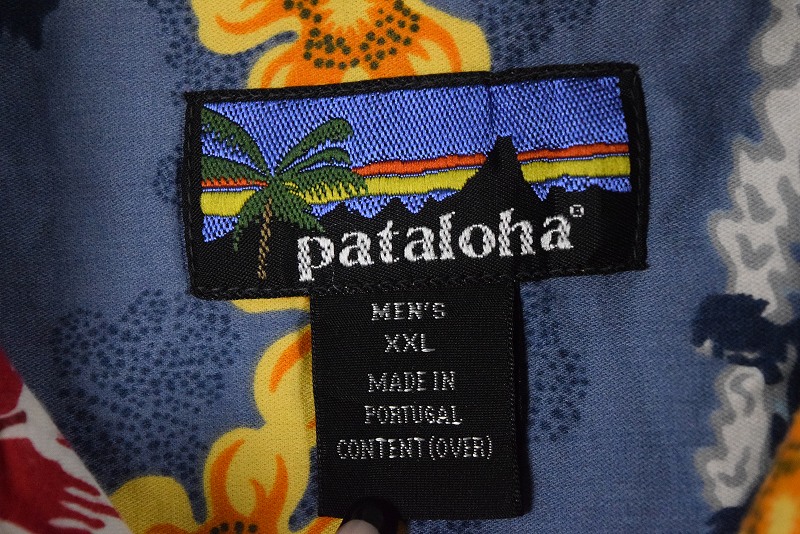 pataloha®
MEN'S
XXL
MADE IN
PORTUGAL
CONTENT (OVER)